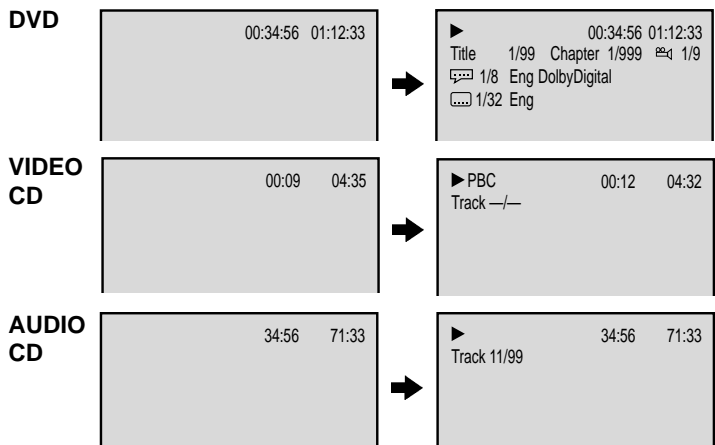 DVD
00:34:56 01:12:33
00:34:56 01:12:33
Title 1/99 Chapter 1/999 1/9
1/8 Eng DolbyDigital
1/32 Eng
VIDEO
CD
00:09 04:35
PBC 00:12 04:32
Track —/—
AUDIO
CD
34:56 71:33
34:56 71:33
Track 11/99